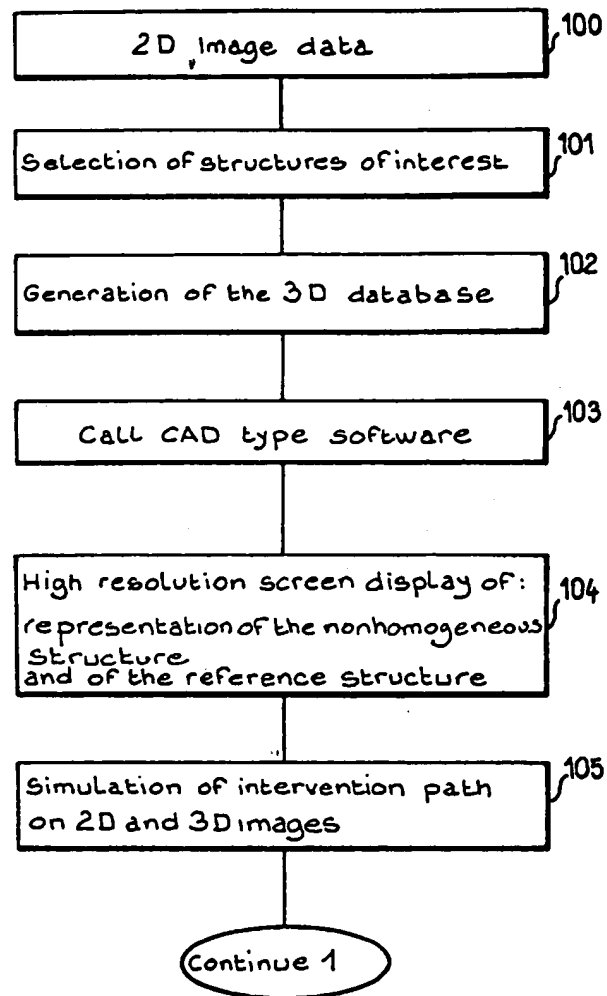 2D Image data
100
Selection of structures of interest
101
Generation of the 3D database
102
Call CAD type software
103
High resolution screen display of:
representation of the nonhomogeneous
structure
and of the reference structure
104
Simulation of intervention path
on 2D and 3D images
105
Continue 1